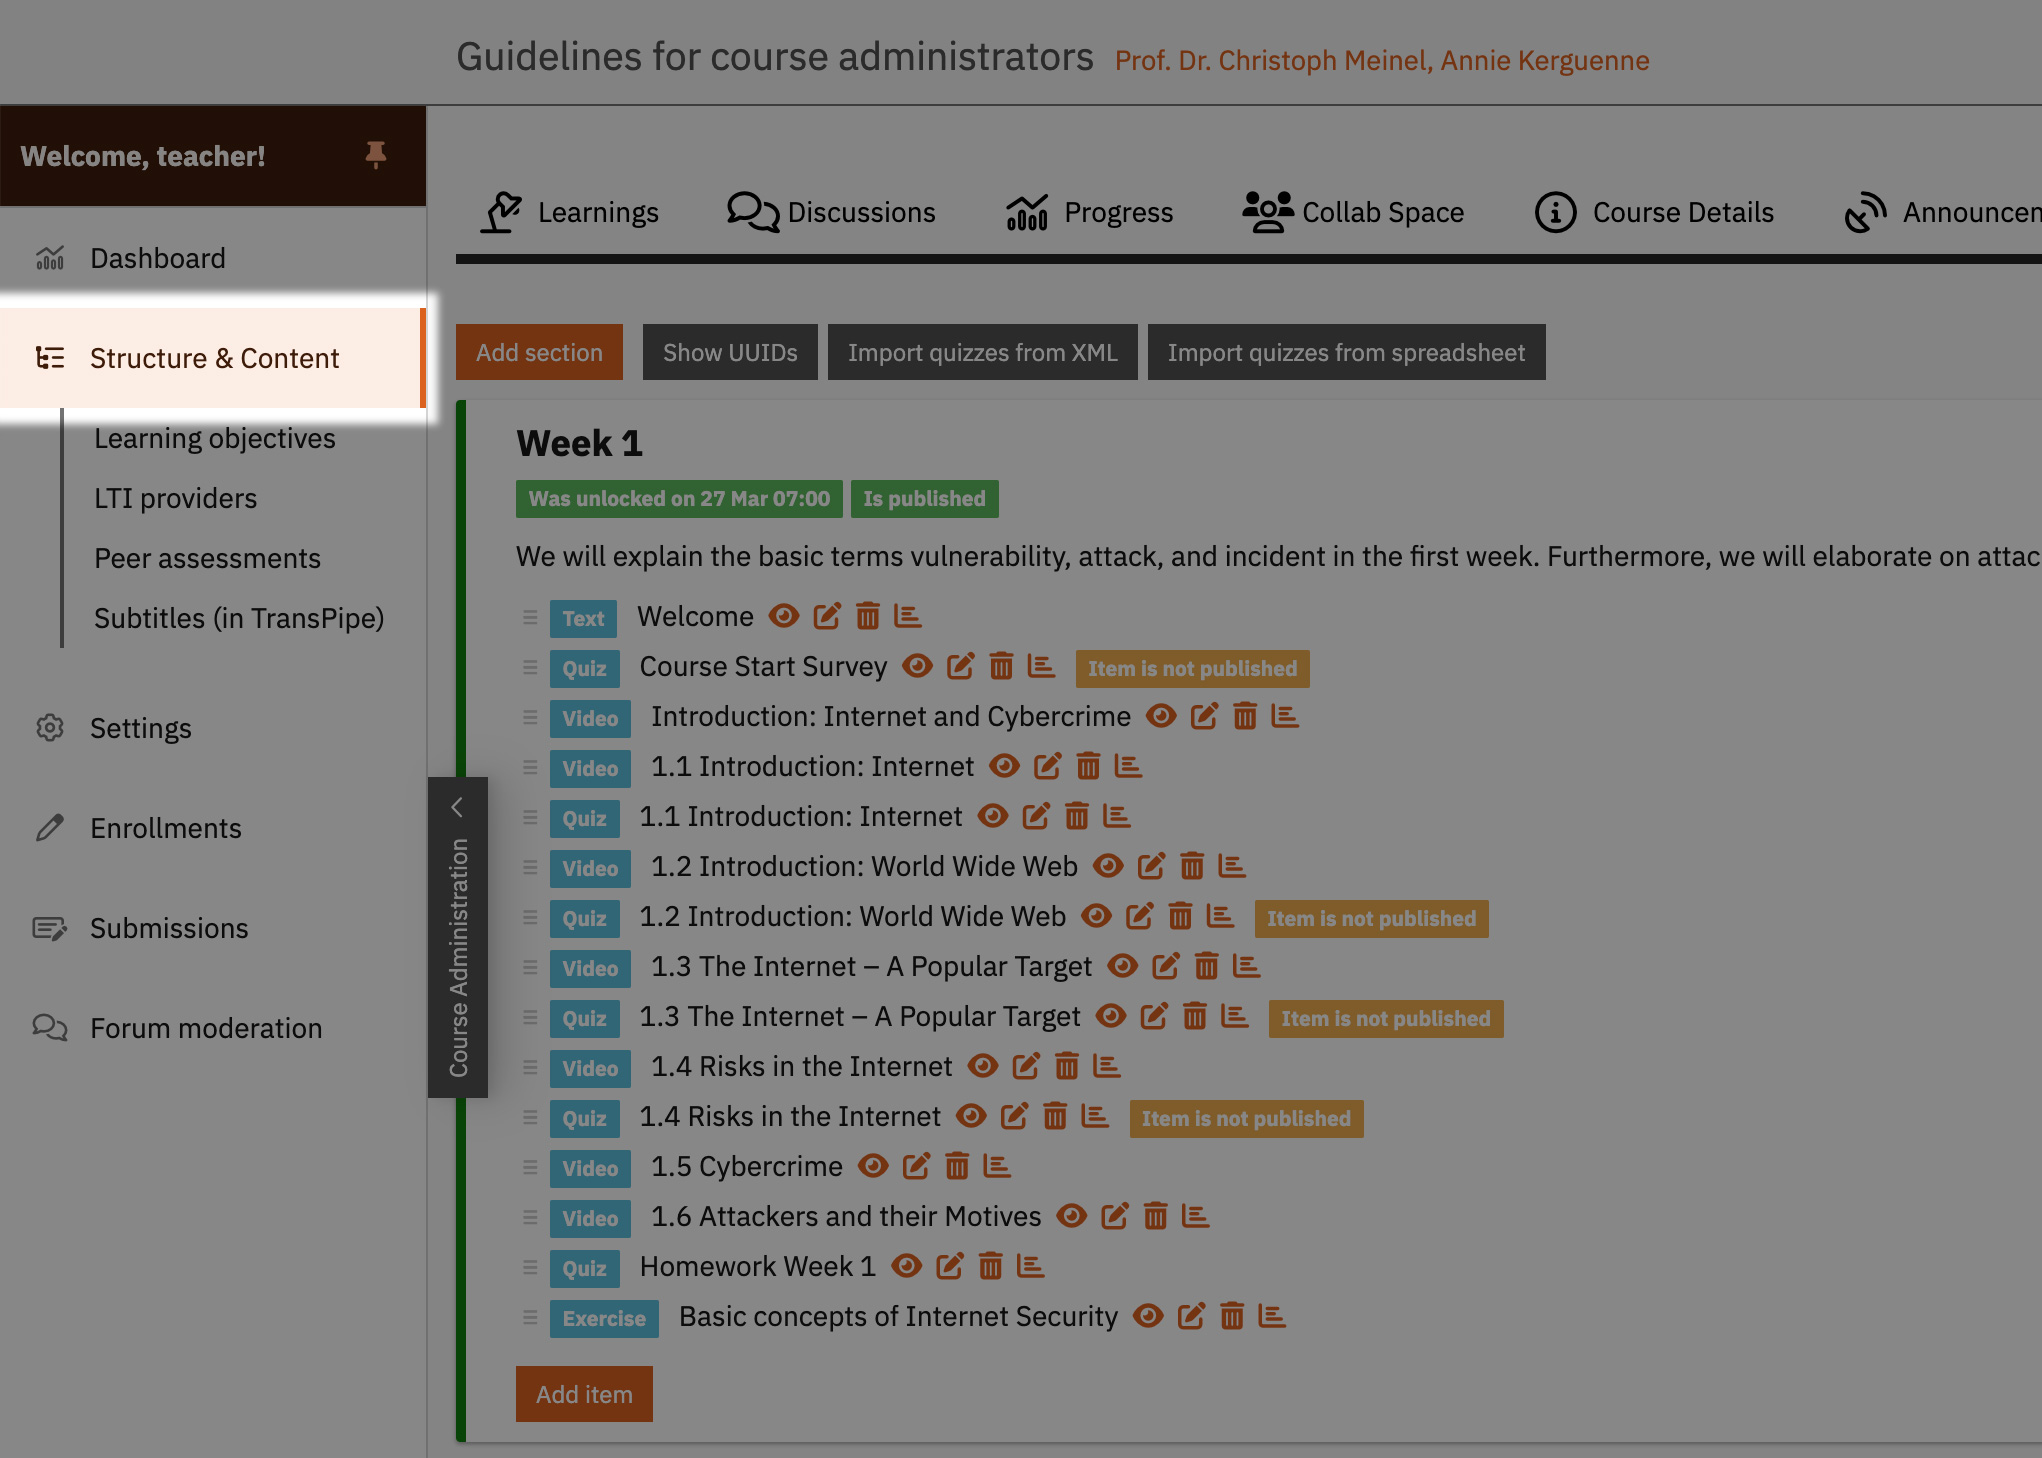 Guidelines for course administrators Prof. Dr. Christoph Meinel, Annie Kerguenne
Welcome, teacher!
Dashboard
Structure & Content
Learning objectives
LTI providers
Peer assessments
Subtitles (in TransPipe)
Settings
Enrollments
Submissions
Forum moderation
Course Administration
Learnings Discussions Progress Collab Space Course Details Announcem
Add section Show UUIDs Import quizzes from XML Import quizzes from spreadsheet
Week 1
Was unlocked on 27 Mar 07:00 Is published
We will explain the basic terms vulnerability, attack, and incident in the first week. Furthermore, we will elaborate on attac
Text Welcome
Quiz Course Start Survey Item is not published
Video Introduction: Internet and Cybercrime
Video 1.1 Introduction: Internet
Quiz 1.1 Introduction: Internet
Video 1.2 Introduction: World Wide Web
Quiz 1.2 Introduction: World Wide Web Item is not published
Video 1.3 The Internet – A Popular Target
Quiz 1.3 The Internet – A Popular Target Item is not published
Video 1.4 Risks in the Internet
Quiz 1.4 Risks in the Internet Item is not published
Video 1.5 Cybercrime
Video 1.6 Attackers and their Motives
Quiz Homework Week 1
Exercise Basic concepts of Internet Security
Add item